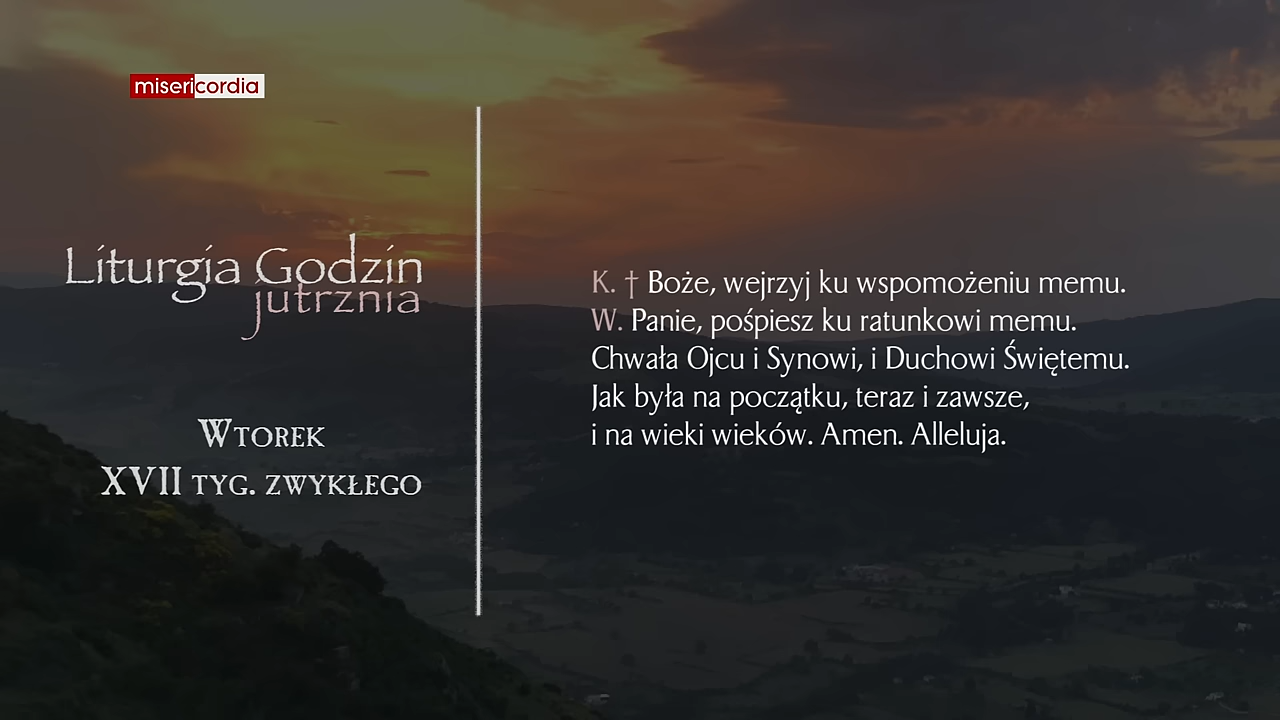 misericordia
Liturgia Godzin
jutrznia
Wtorek
XVII tyg. zwykłego
K. † Boże, wejrzyj ku wspomożeniu memu.
W. Panie, pośpiesz ku ratunkowi memu.
Chwała Ojcu i Synowi, i Duchowi Świętemu.
Jak była na początku, teraz i zawsze,
i na wieki wieków. Amen. Alleluja.